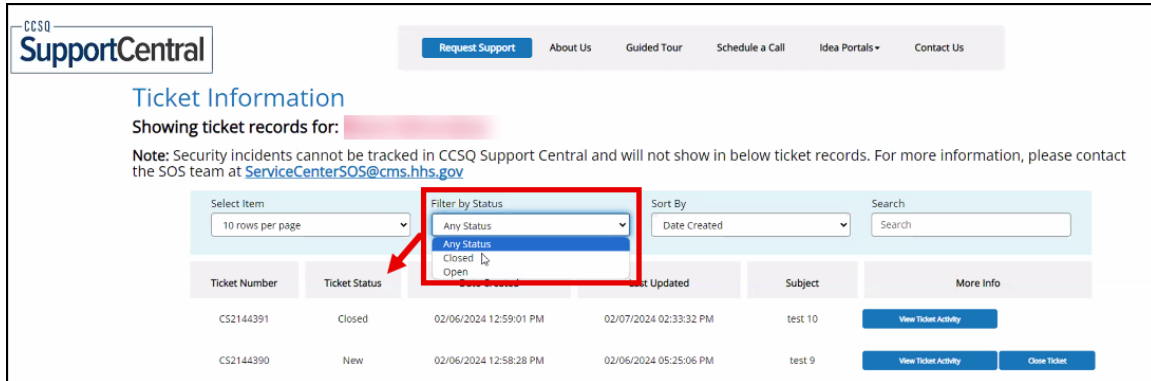 CCSQ
SupportCentral
Request Support About Us Guided Tour Schedule a Call Idea Portals Contact Us
Ticket Information
Showing ticket records for:
Note: Security incidents cannot be tracked in CCSQ Support Central and will not show in below ticket records. For more information, please contact
the SOS team at ServiceCenterSOS@cms.hhs.gov
Select Item Filter by Status Sort By Search
10 rows per page Any Status Date Created Search
Any Status
Closed
Open
Ticket Number Ticket Status Date Created Last Updated Subject More Info
CS2144391 Closed 02/06/2024 12:59:01 PM 02/07/2024 02:33:32 PM test 10 View Ticket Activity
CS2144390 New 02/06/2024 12:58:28 PM 02/06/2024 05:25:06 PM test 9 View Ticket Activity Close Ticket